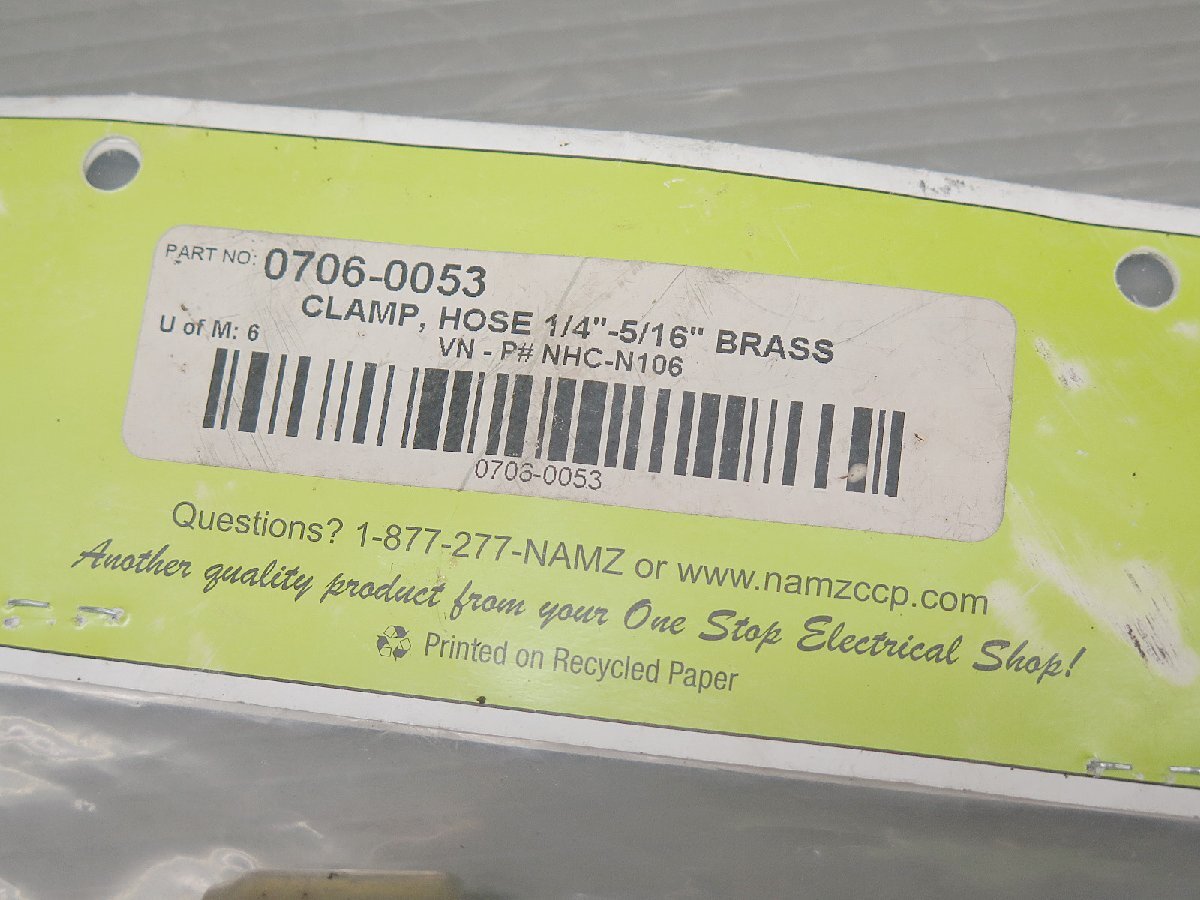 PART NO: 0706-0053
CLAMP, HOSE 1/4"-5/16" BRASS
U of M: 6
VN - P# NHC-N106
0706-0053
Questions? 1-877-277-NAMZ or www.namzccp.com
Another quality product from your One Stop Electrical Shop!
Printed on Recycled Paper